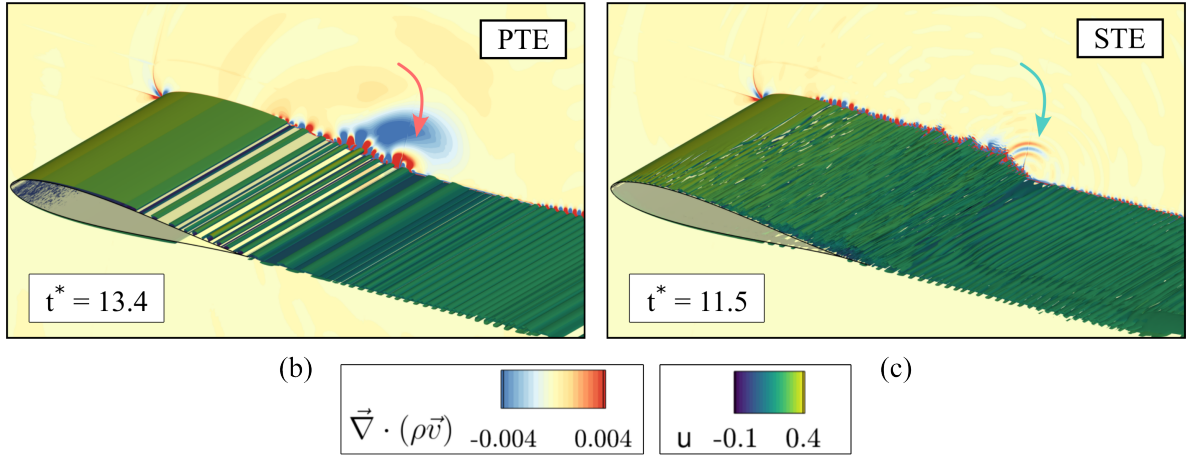 PTE
STE
t* = 13.4
t* = 11.5
(b)
(c)
∇⃗ · (ρv⃗)
-0.004 0.004
u -0.1 0.4